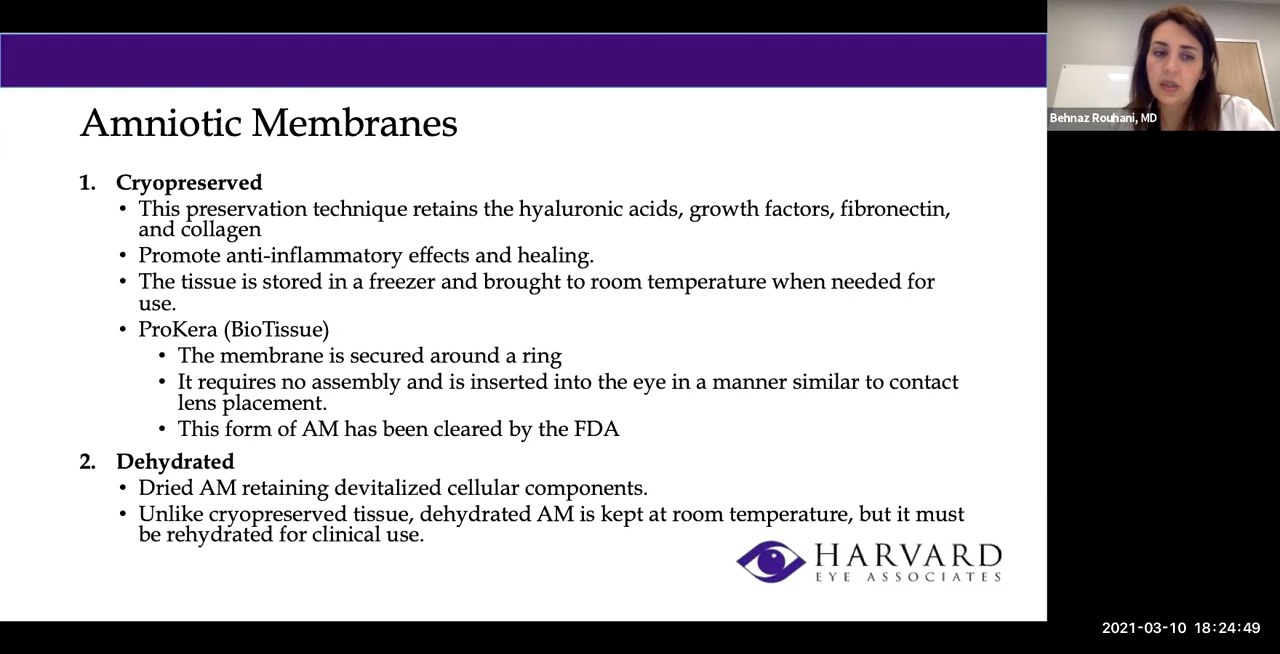 Amniotic Membranes
1. Cryopreserved
• This preservation technique retains the hyaluronic acids, growth factors, fibronectin,
and collagen
• Promote anti-inflammatory effects and healing.
• The tissue is stored in a freezer and brought to room temperature when needed for
use.
• ProKera (BioTissue)
• The membrane is secured around a ring
• It requires no assembly and is inserted into the eye in a manner similar to contact
lens placement.
• This form of AM has been cleared by the FDA
2. Dehydrated
• Dried AM retaining devitalized cellular components.
• Unlike cryopreserved tissue, dehydrated AM is kept at room temperature, but it must
be rehydrated for clinical use.
HARVARD
EYE ASSOCIATES
Behnaz Rouhani, MD
2021-03-10 18:24:49